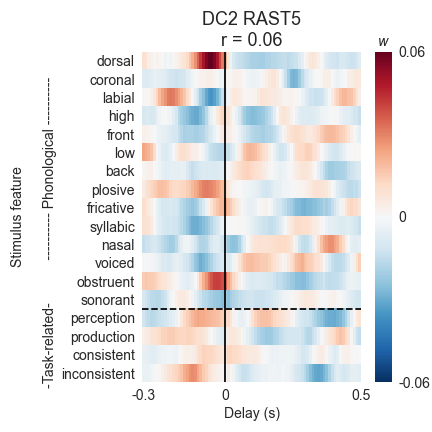 DC2 RAST5
r = 0.06
w
Stimulus feature
---------- Phonological ----------
-Task-related-
dorsal
coronal
labial
high
front
low
back
plosive
fricative
syllabic
nasal
voiced
obstruent
sonorant
perception
production
consistent
inconsistent
-0.3
0
0.5
Delay (s)
0.06
0
-0.06